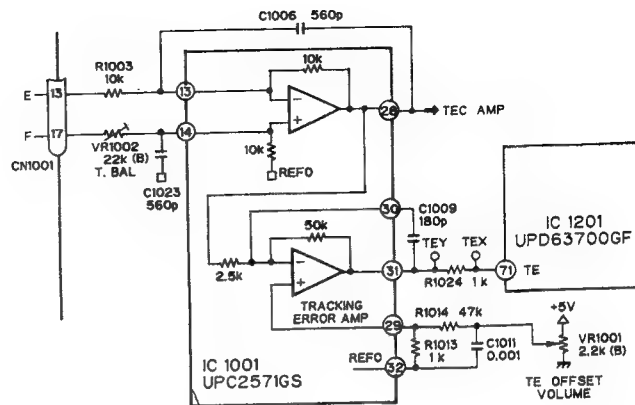 C1006 560p
R1003
10k
10k
E
13
13
28
TEC AMP
F
17
14
VR1002
22k (B)
T. BAL
CN1001
10k
REFO
C1023
560p
30
C1009
180p
IC 1201
UPD63700GF
50k
TEY
TEX
2.5k
31
71
TE
R1024
1k
TRACKING
ERROR AMP
R1014 47k
+5V
29
R1013
1k
C1011
0.001
VR1001
2.2k (B)
REFO
32
IC 1001
UPC2571GS
TE OFFSET
VOLUME